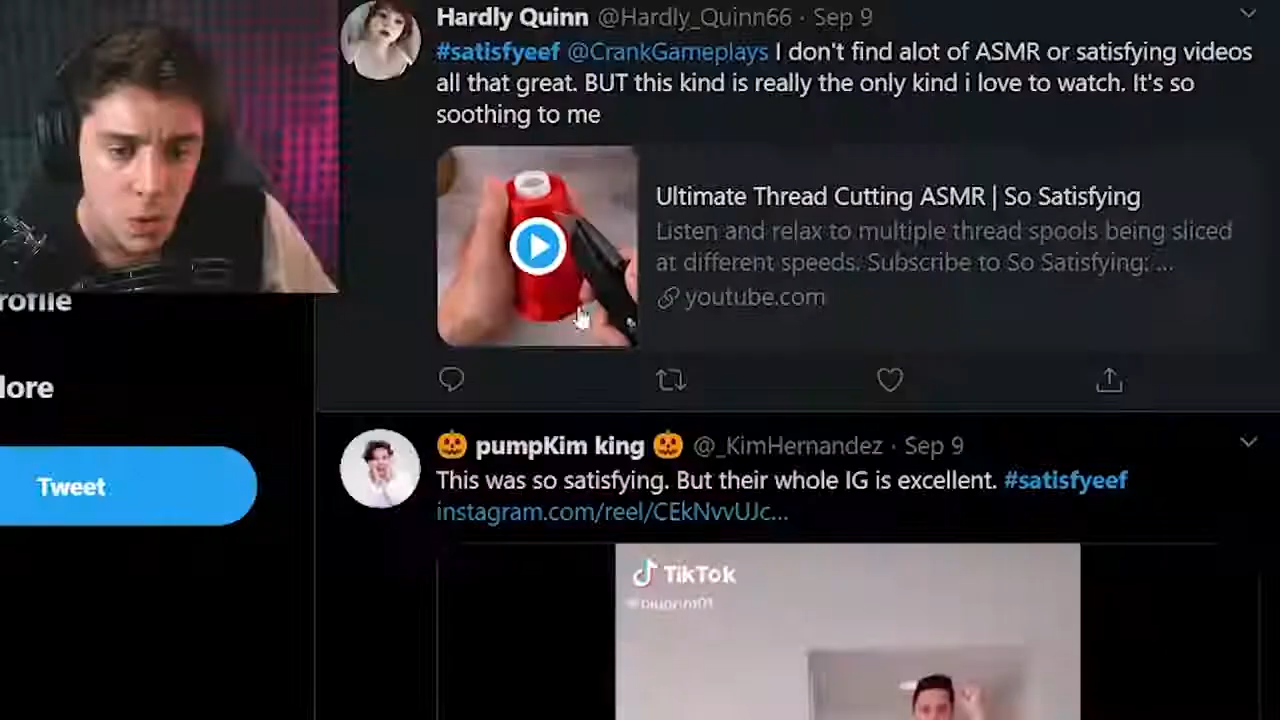 Hardly Quinn @Hardly_Quinn66 · Sep 9
#satisfyeef @CrankGameplays I don't find alot of ASMR or satisfying videos
all that great. BUT this kind is really the only kind i love to watch. It's so
soothing to me
Ultimate Thread Cutting ASMR | So Satisfying
Listen and relax to multiple thread spools being sliced
at different speeds. Subscribe to So Satisfying: ...
youtube.com
rofile
lore
Tweet
🎃 pumpKim king 🎃 @_KimHernandez · Sep 9
This was so satisfying. But their whole IG is excellent. #satisfyeef
instagram.com/reel/CEkNvvUJc...
TikTok